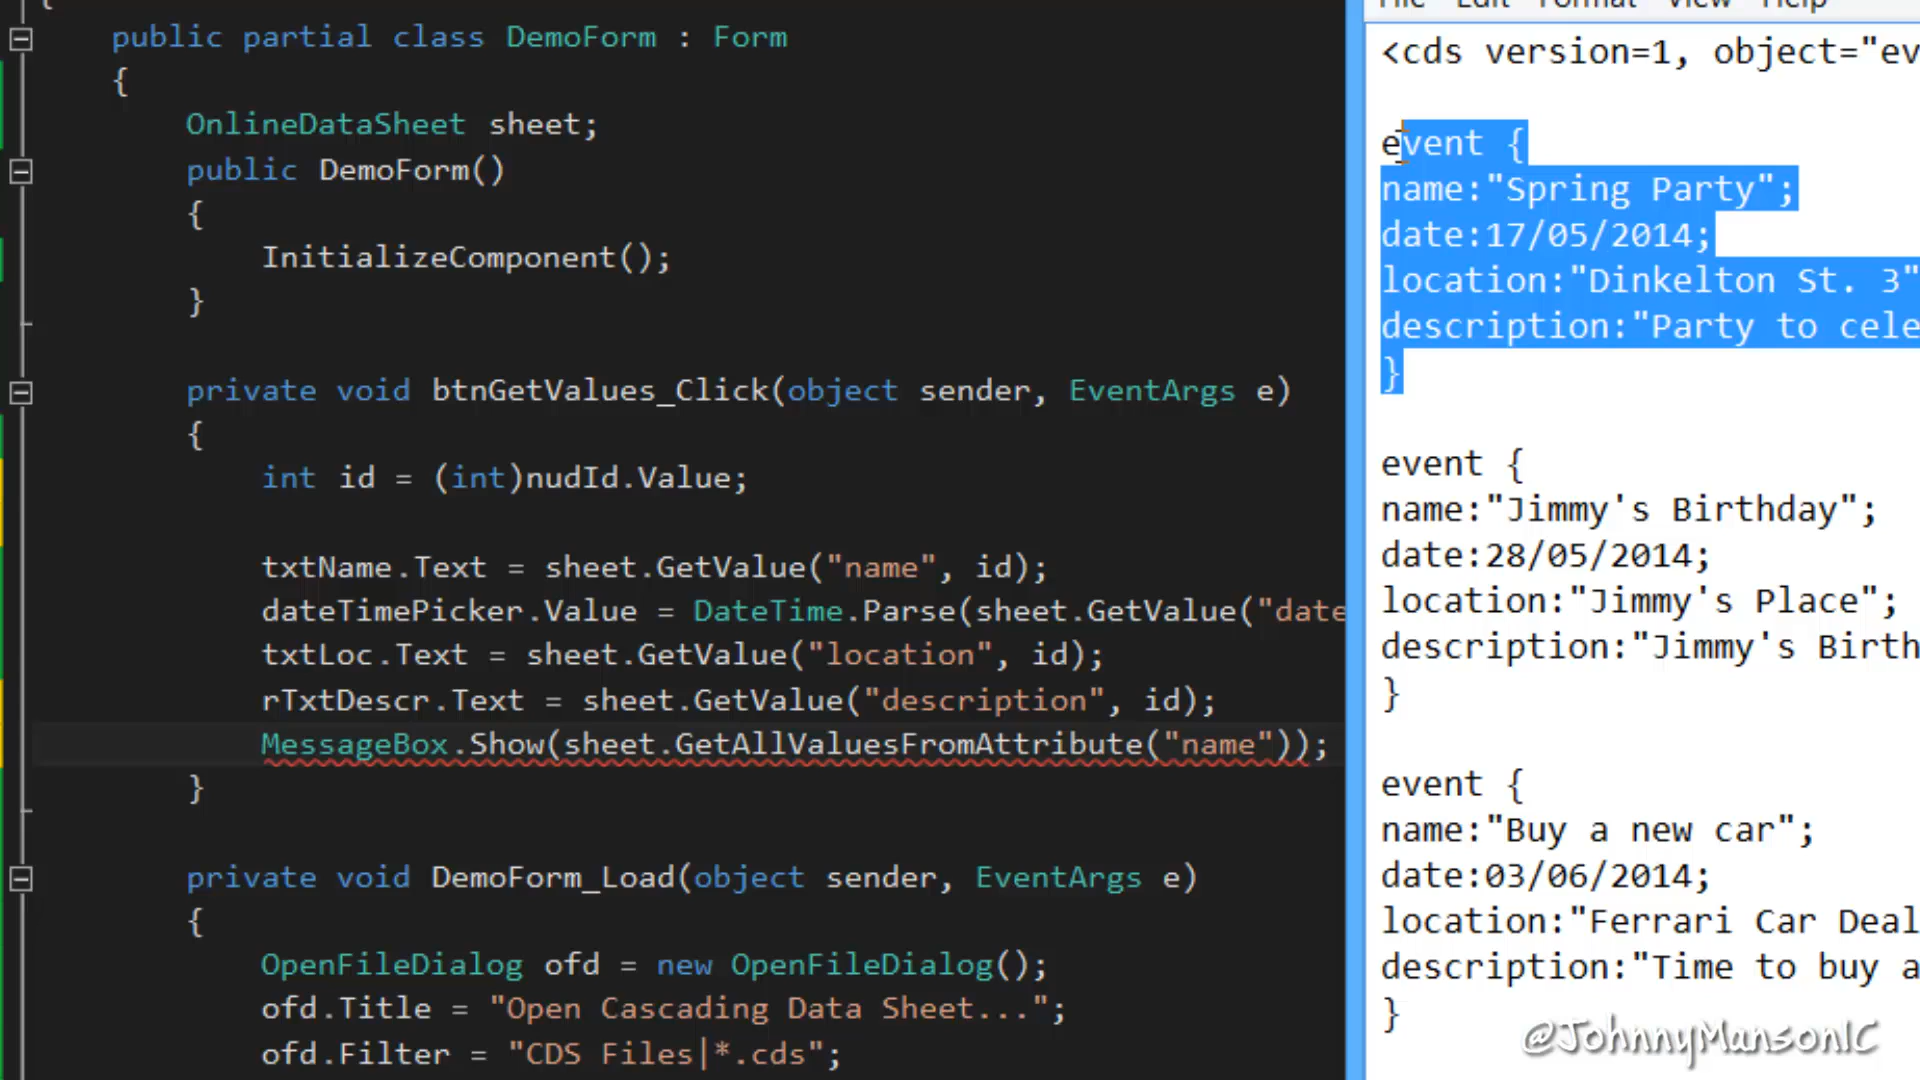 public partial class DemoForm : Form
{
OnlineDataSheet sheet;
public DemoForm()
{
InitializeComponent();
}
private void btnGetValues_Click(object sender, EventArgs e)
{
int id = (int)nudId.Value;
txtName.Text = sheet.GetValue("name", id);
dateTimePicker.Value = DateTime.Parse(sheet.GetValue("date
txtLoc.Text = sheet.GetValue("location", id);
rTxtDescr.Text = sheet.GetValue("description", id);
MessageBox.Show(sheet.GetAllValuesFromAttribute("name"));
}
private void DemoForm_Load(object sender, EventArgs e)
{
OpenFileDialog ofd = new OpenFileDialog();
ofd.Title = "Open Cascading Data Sheet...";
ofd.Filter = "CDS Files|*.cds";
File Edit Format View Help
<cds version=1, object="ev
event {
name:"Spring Party";
date:17/05/2014;
location:"Dinkelton St. 3"
description:"Party to cele
}
event {
name:"Jimmy's Birthday";
date:28/05/2014;
location:"Jimmy's Place";
description:"Jimmy's Birth
}
event {
name:"Buy a new car";
date:03/06/2014;
location:"Ferrari Car Deal
description:"Time to buy a
}
@JohnnyMansonIC